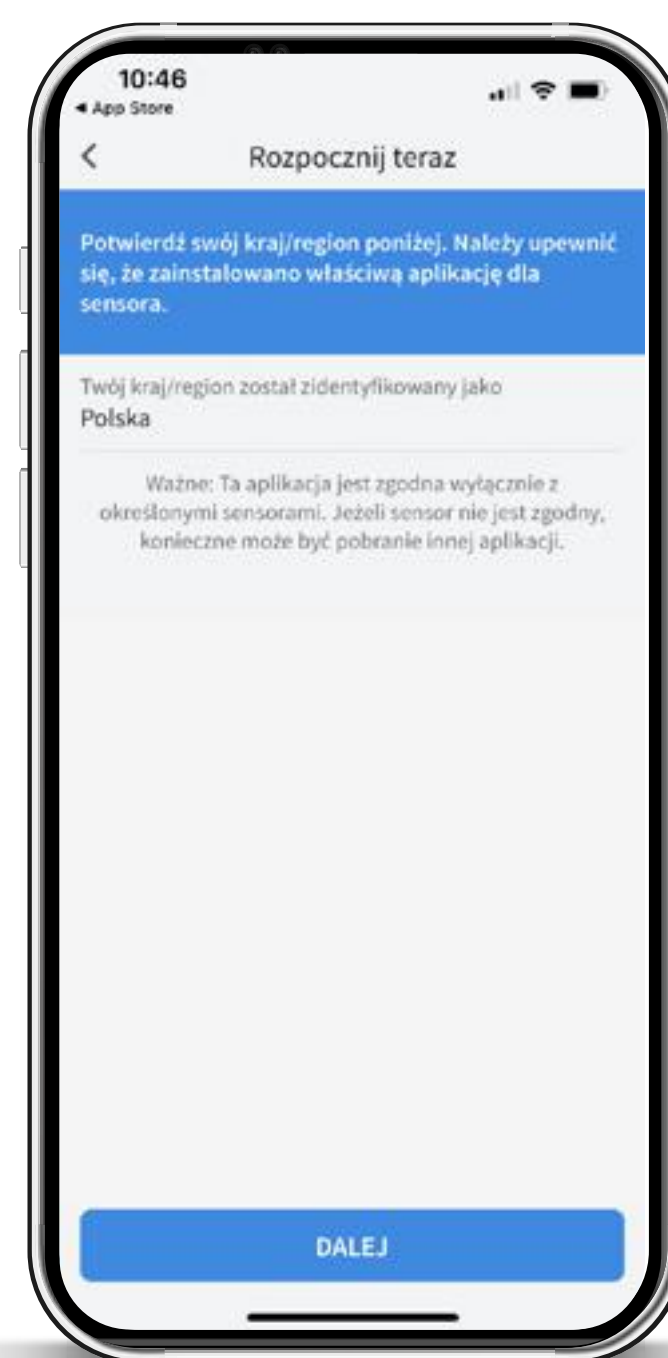 10:46
◄ App Store
Rozpocznij teraz
Potwierdź swój kraj/region poniżej. Należy upewnić
się, że zainstalowano właściwą aplikację dla
sensora.
Twój kraj/region został zidentyfikowany jako
Polska
Ważne: Ta aplikacja jest zgodna wyłącznie z
określonymi sensorami. Jeżeli sensor nie jest zgodny,
konieczne może być pobranie innej aplikacji.
DALEJ